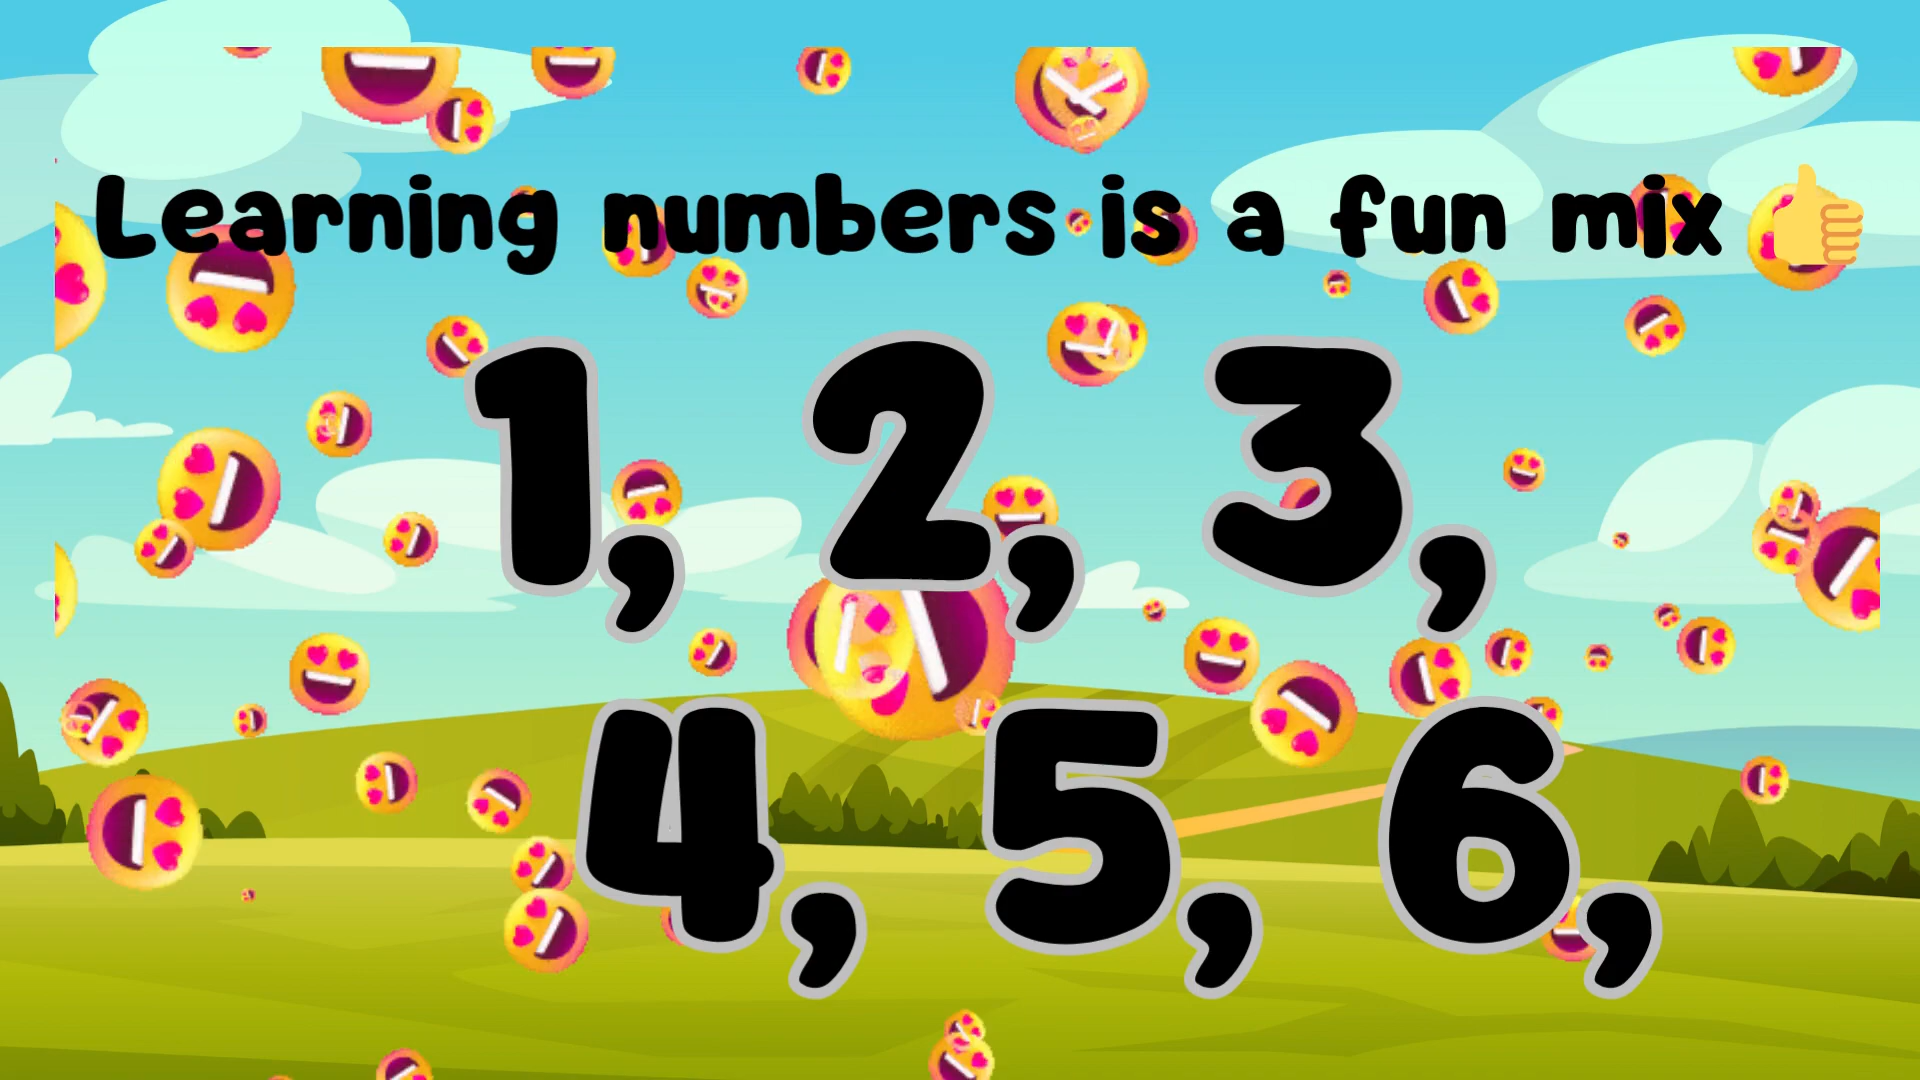 Learning numbers is a fun mix 👍
1, 2, 3,
4, 5, 6,